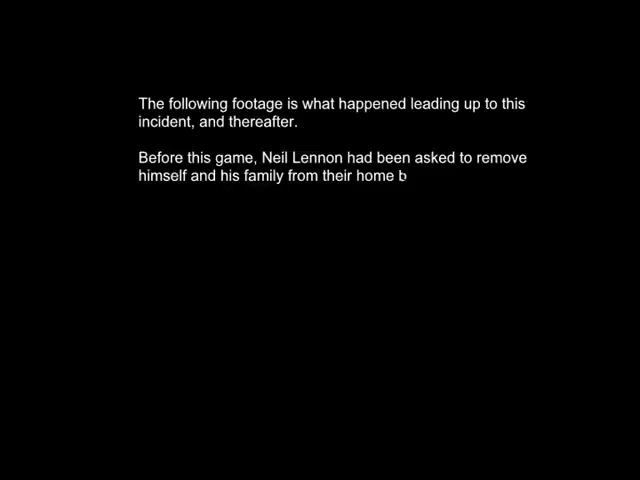 The following footage is what happened leading up to this
incident, and thereafter.
Before this game, Neil Lennon had been asked to remove
himself and his family from their home b